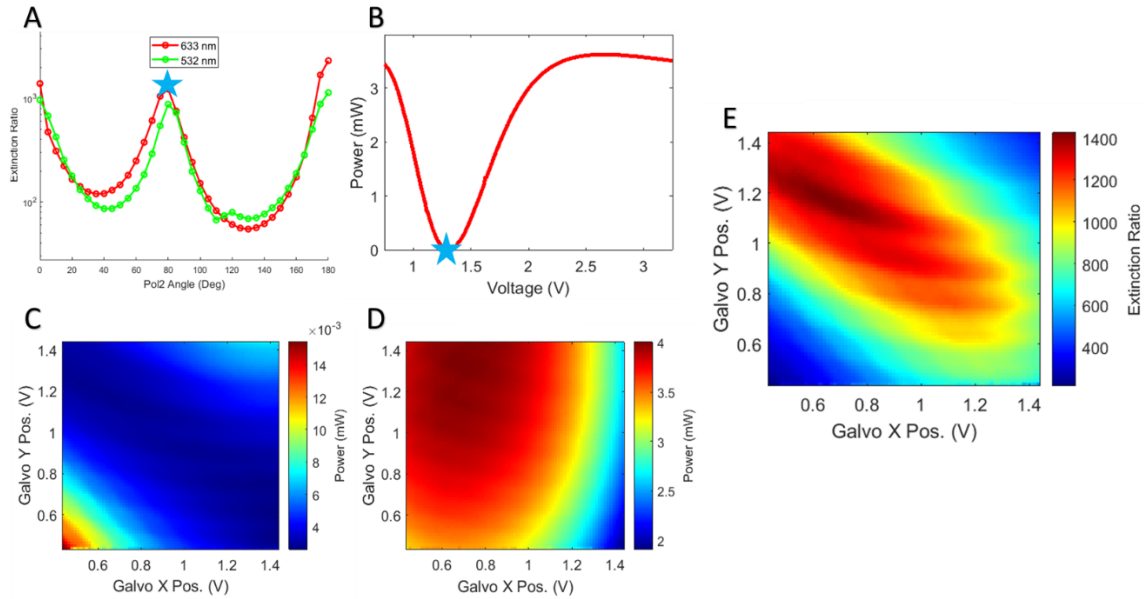 A
633 nm
532 nm
10³
10²
Extinction Ratio
0 20 40 60 80 100 120 140 160 180
Pol2 Angle (Deg)
B
3
2
1
0
Power (mW)
1 1.5 2 2.5 3
Voltage (V)
C
×10⁻³
1.4
1.2
1
0.8
0.6
Galvo Y Pos. (V)
0.6 0.8 1 1.2 1.4
Galvo X Pos. (V)
14
12
10
8
6
4
Power (mW)
D
1.4
1.2
1
0.8
0.6
Galvo Y Pos. (V)
0.6 0.8 1 1.2 1.4
Galvo X Pos. (V)
4
3.5
3
2.5
2
Power (mW)
E
1.4
1.2
1
0.8
0.6
Galvo Y Pos. (V)
0.6 0.8 1 1.2 1.4
Galvo X Pos. (V)
1400
1200
1000
800
600
400
Extinction Ratio